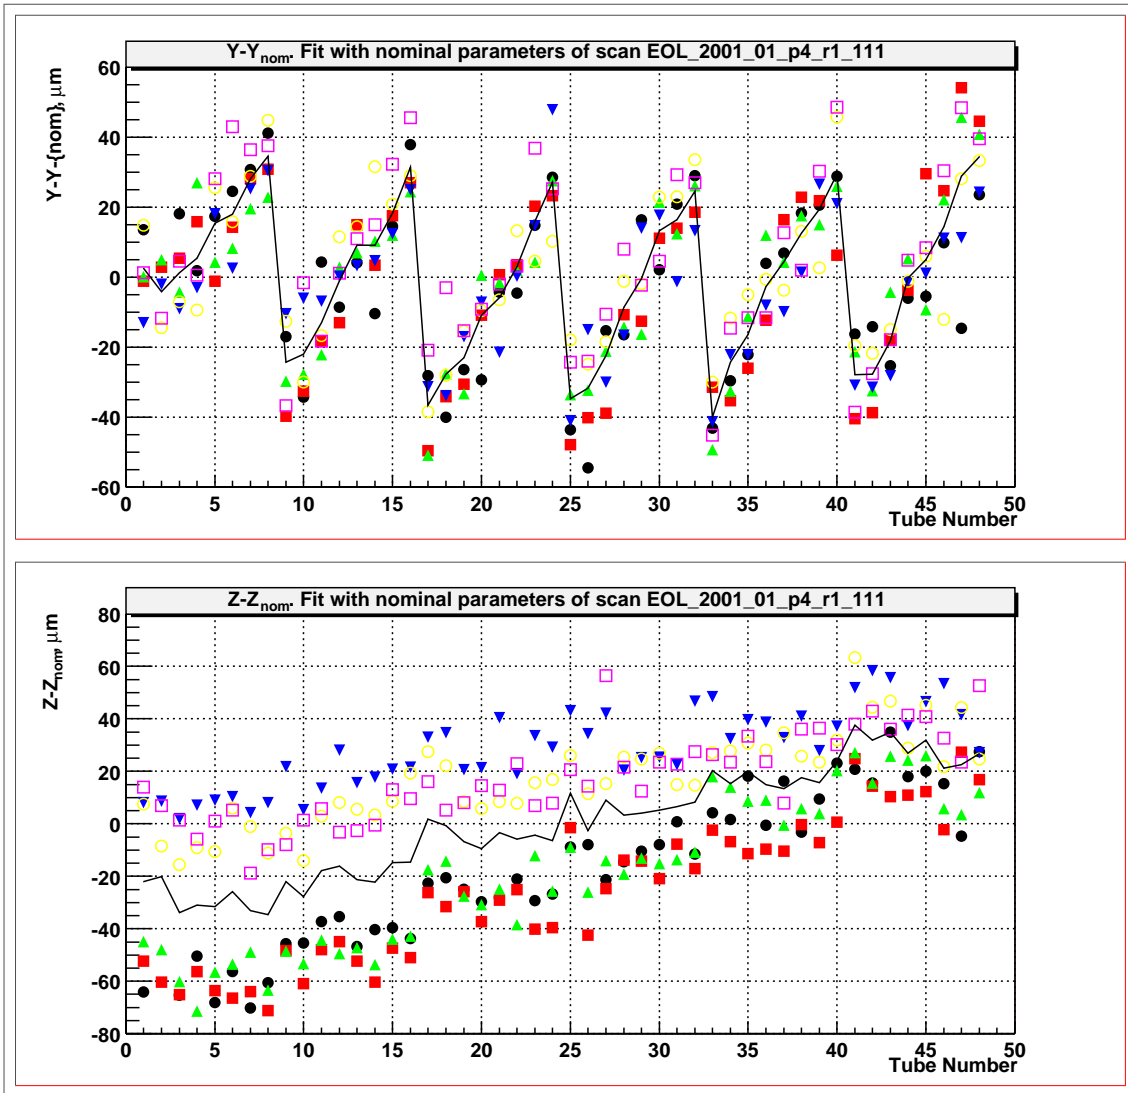 Y-Ynom. Fit with nominal parameters of scan EOL_2001_01_p4_r1_111
Y-Y-{nom}, μm
60
40
20
0
-20
-40
-60
0 5 10 15 20 25 30 35 40 45 50
Tube Number
Z-Znom. Fit with nominal parameters of scan EOL_2001_01_p4_r1_111
Z-Znom, μm
80
60
40
20
0
-20
-40
-60
-80
0 5 10 15 20 25 30 35 40 45 50
Tube Number